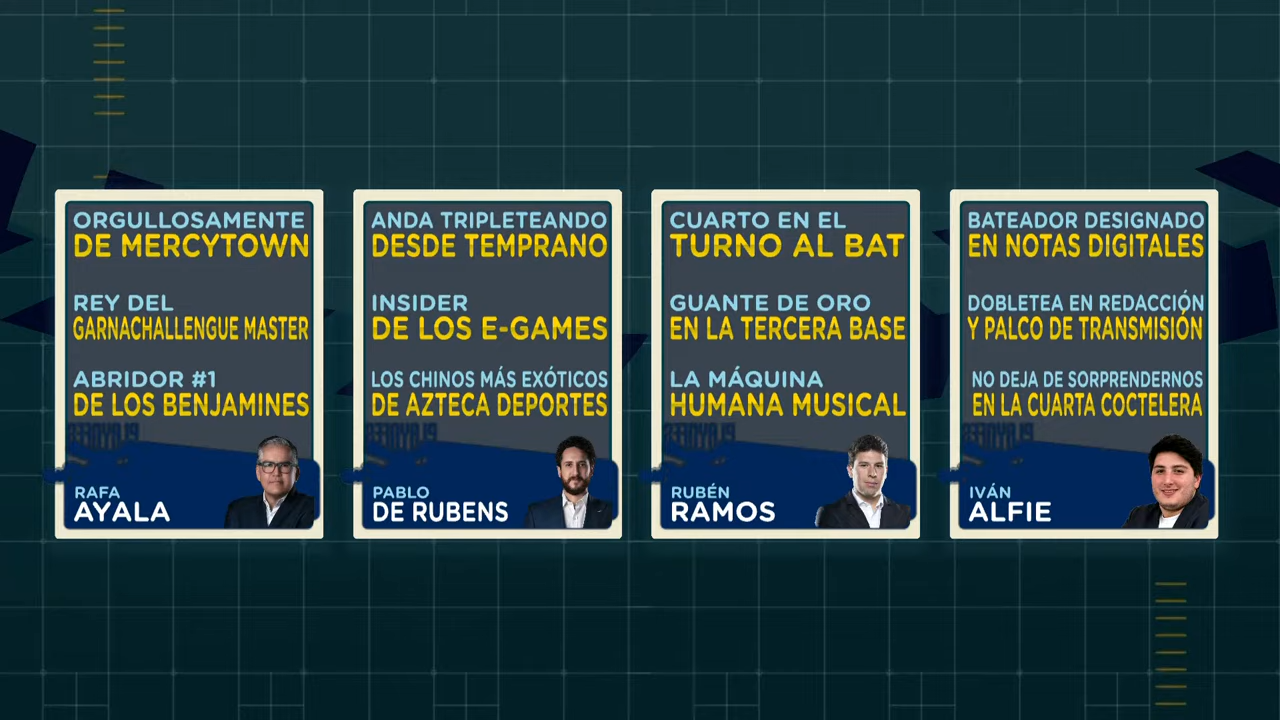 ORGULLOSAMENTE
DE MERCYTOWN
REY DEL
GARNACHALLENGUE MASTER
ABRIDOR #1
DE LOS BENJAMINES
RAFA
AYALA
ANDA TRIPLETEANDO
DESDE TEMPRANO
INSIDER
DE LOS E-GAMES
LOS CHINOS MÁS EXÓTICOS
DE AZTECA DEPORTES
PABLO
DE RUBENS
CUARTO EN EL
TURNO AL BAT
GUANTE DE ORO
EN LA TERCERA BASE
LA MÁQUINA
HUMANA MUSICAL
RUBÉN
RAMOS
BATEADOR DESIGNADO
EN NOTAS DIGITALES
DOBLETEA EN REDACCIÓN
Y PALCO DE TRANSMISIÓN
NO DEJA DE SORPRENDERNOS
EN LA CUARTA COCTELERA
IVÁN
ALFIE